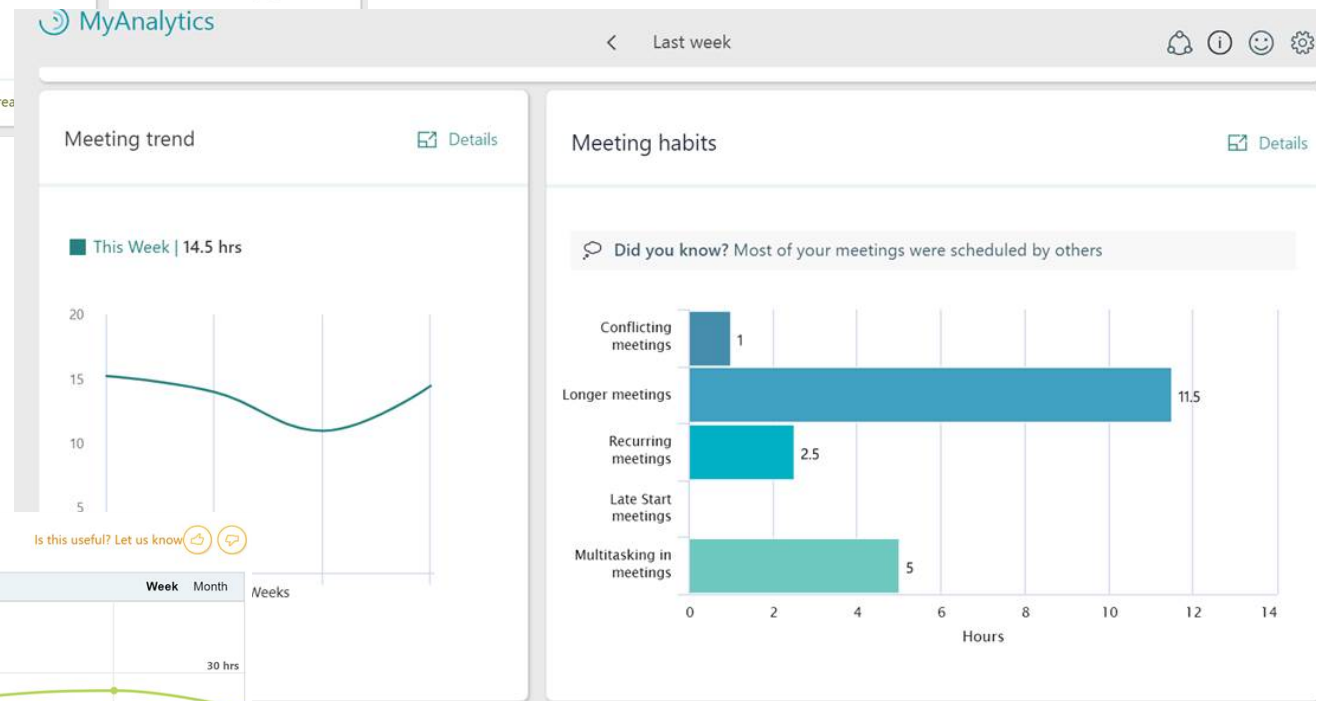 MyAnalytics
Last week
Meeting trend
Details
This Week | 14.5 hrs
20
15
10
5
Meeting habits
Details
Did you know? Most of your meetings were scheduled by others
Conflicting
meetings
1
Longer meetings
11.5
Recurring
meetings
2.5
Late Start
meetings
Multitasking in
meetings
5
0 2 4 6 8 10 12 14
Hours
Is this useful? Let us know
Week Month
Weeks
30 hrs